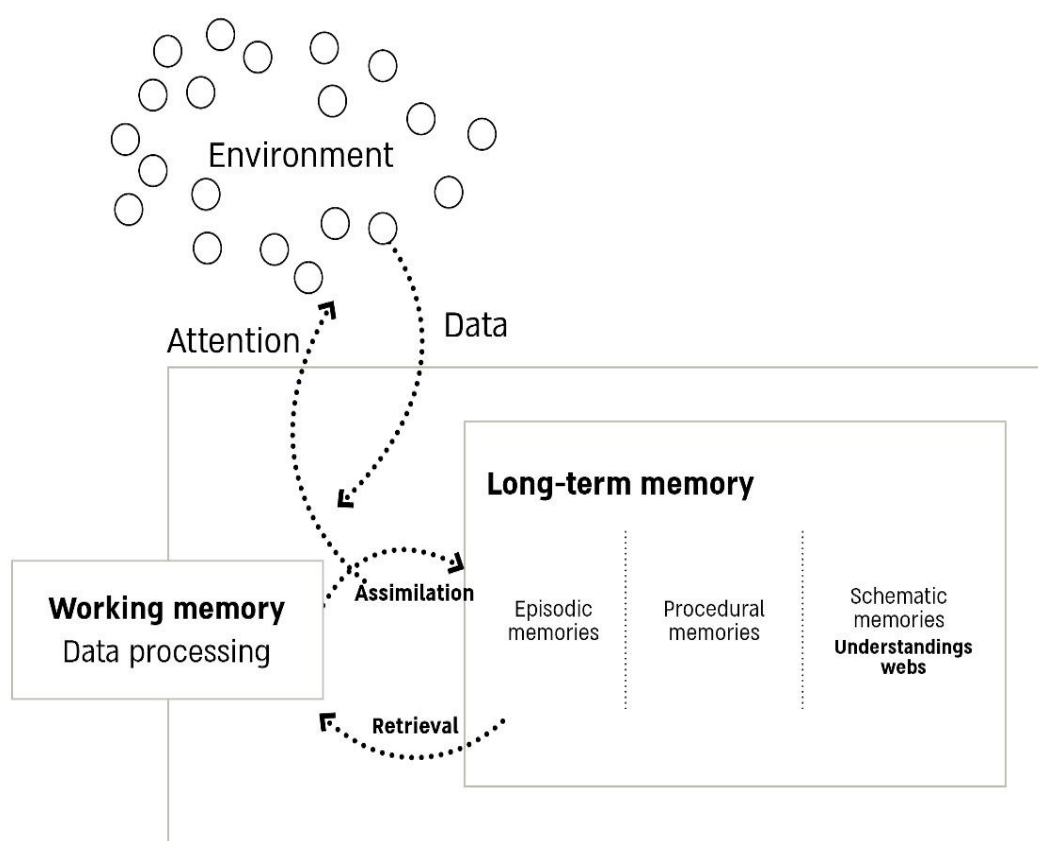 Environment
Attention
Data
Long-term memory
Assimilation
Working memory
Data processing
Episodic
memories
Procedural
memories
Schematic
memories
Understandings
webs
Retrieval